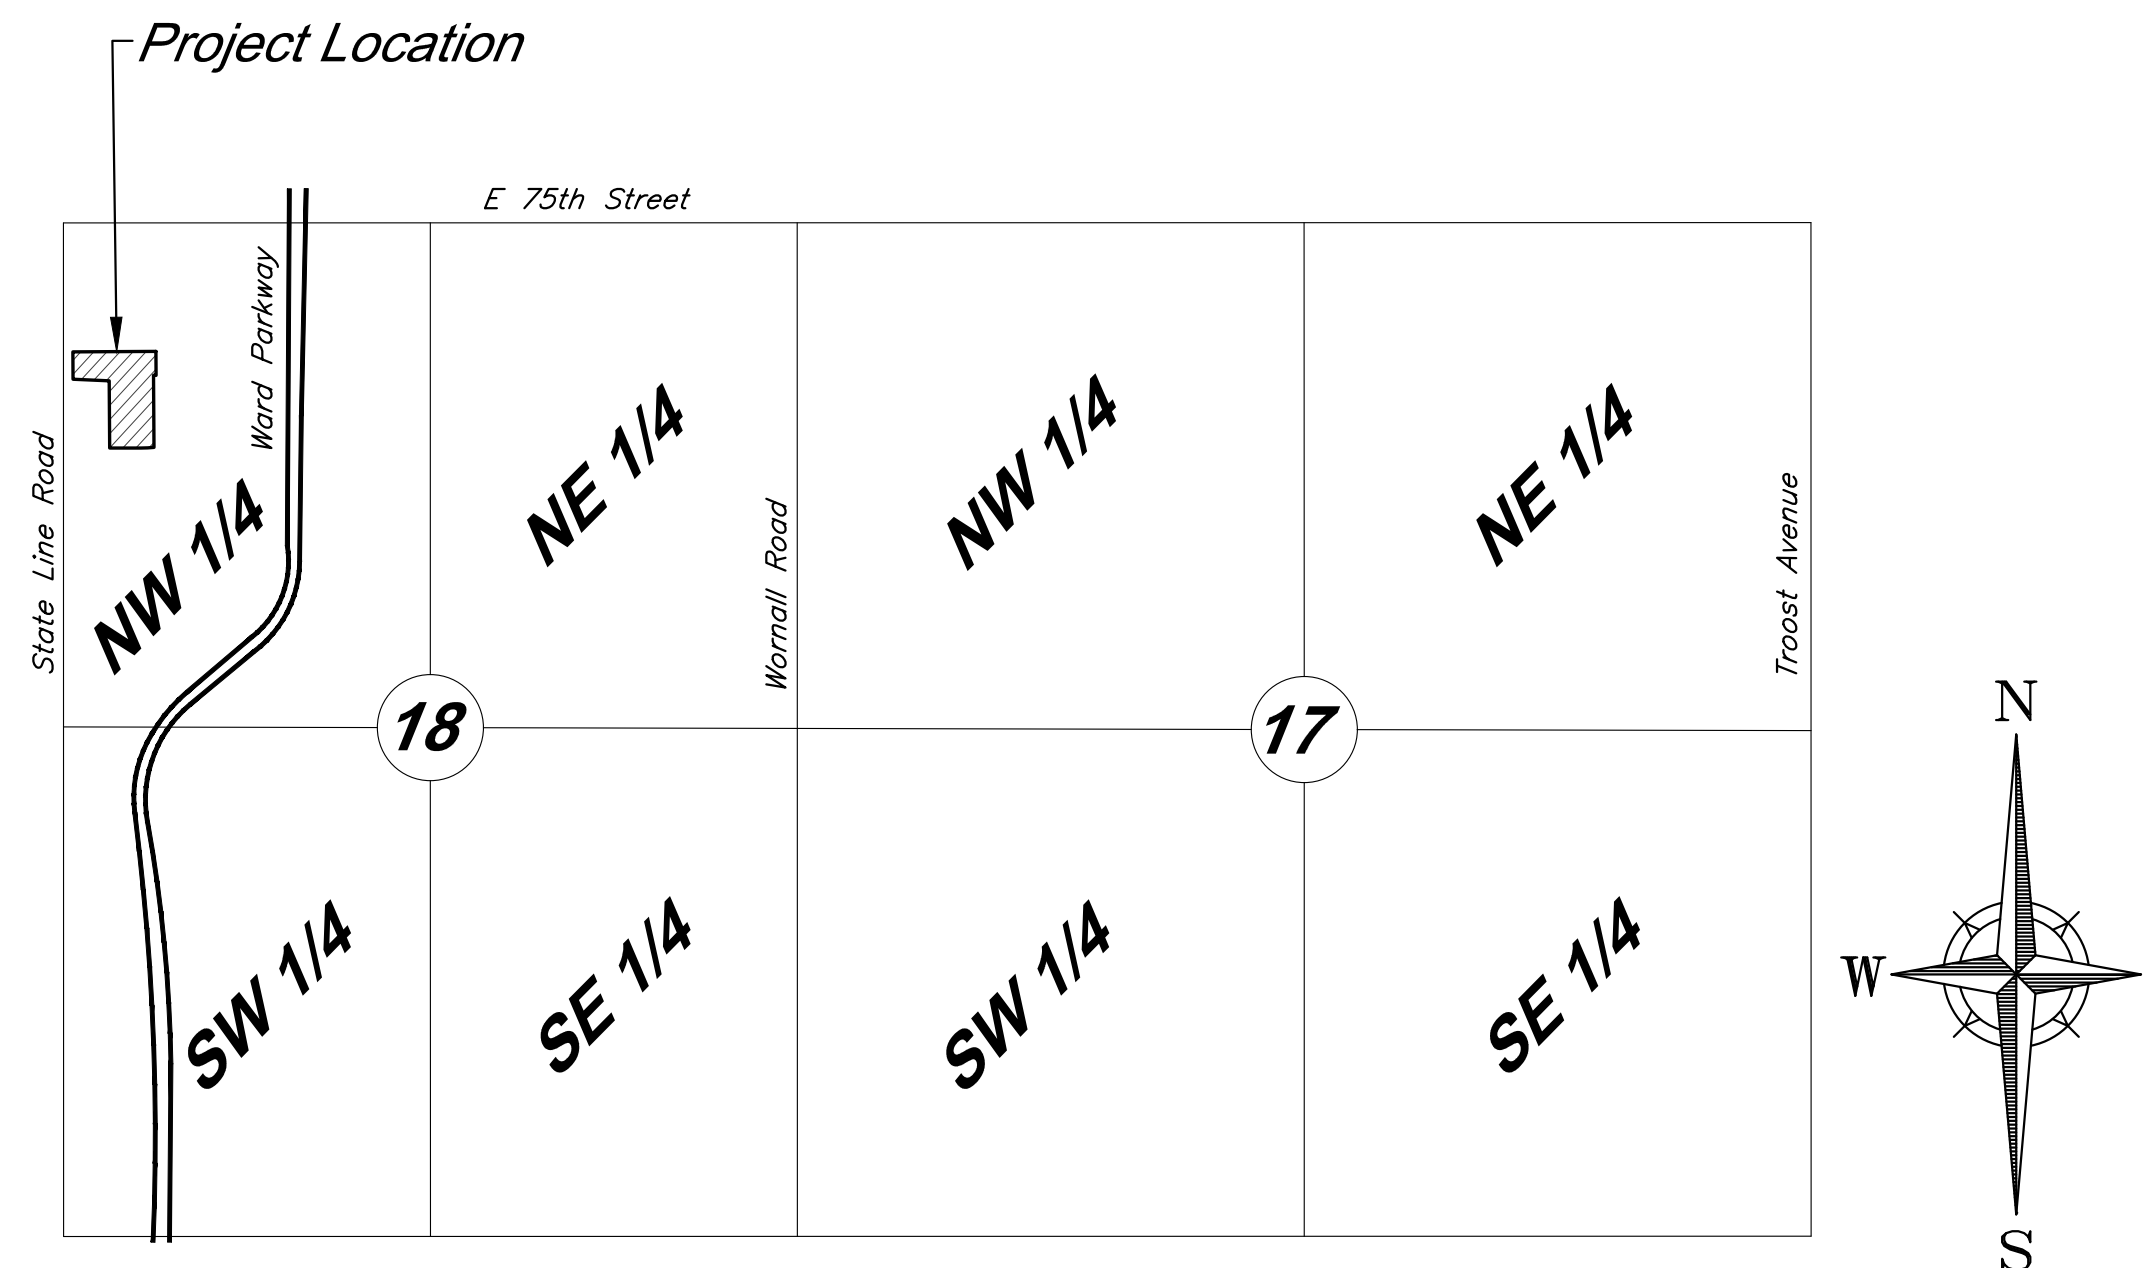 Project Location
E 75th Street
Ward Parkway
State Line Road
NW 1/4
NE 1/4
Wornall Road
NW 1/4
NE 1/4
Troost Avenue
18
17
SW 1/4
SE 1/4
SW 1/4
SE 1/4
N
W
S